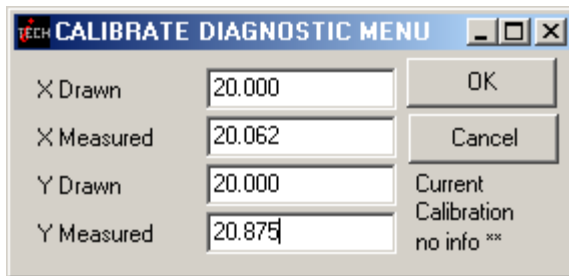 TECH CALIBRATE DIAGNOSTIC MENU
X Drawn 20.000 OK
X Measured 20.062 Cancel
Y Drawn 20.000
Y Measured 20.875
Current
Calibration
no info **